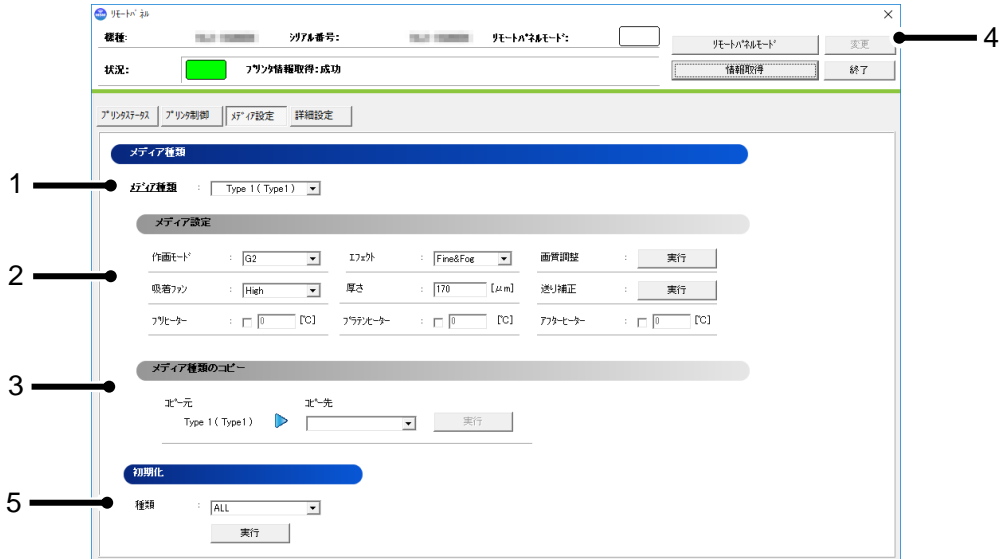 リモートパネル
機種: シリアル番号: リモートパネルモード:
リモートパネルモード 変更
4
状況: プリンタ情報取得:成功
情報取得 終了
プリンタステータス プリンタ制御 メディア設定 詳細設定
メディア種類
1
メディア種類 : Type 1 ( Type1 )
メディア設定
2
作画モード : G2 エフェクト : Fine&Fog 画質調整 : 実行
吸着ファン : High 厚さ : 170 [μm] 送り補正 : 実行
プリヒーター : 0 [℃] プラテンヒーター : 0 [℃] アフターヒーター : 0 [℃]
メディア種類のコピー
3
コピー元 コピー先
Type 1 ( Type1 ) 実行
初期化
5
種類 : ALL
実行